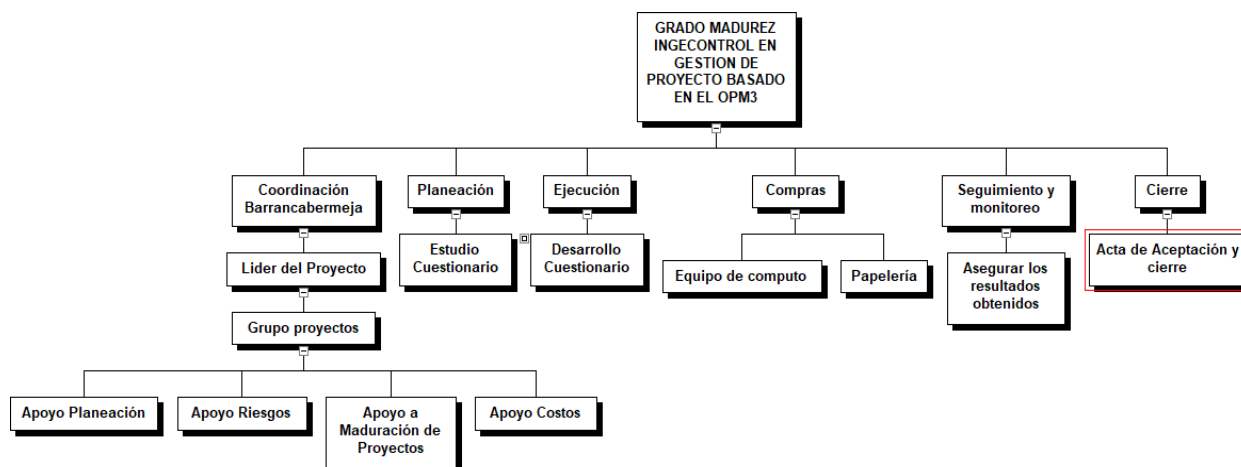 GRADO MADUREZ
INGECONTROL EN
GESTION DE
PROYECTO BASADO
EN EL OPM3
Coordinación
Barrancabermeja
Planeación
Ejecución
Compras
Seguimiento y
monitoreo
Cierre
Lider del Proyecto
Estudio
Cuestionario
Desarrollo
Cuestionario
Equipo de computo
Papelería
Asegurar los
resultados
obtenidos
Acta de Aceptación y
cierre
Grupo proyectos
Apoyo Planeación
Apoyo Riesgos
Apoyo a
Maduración de
Proyectos
Apoyo Costos